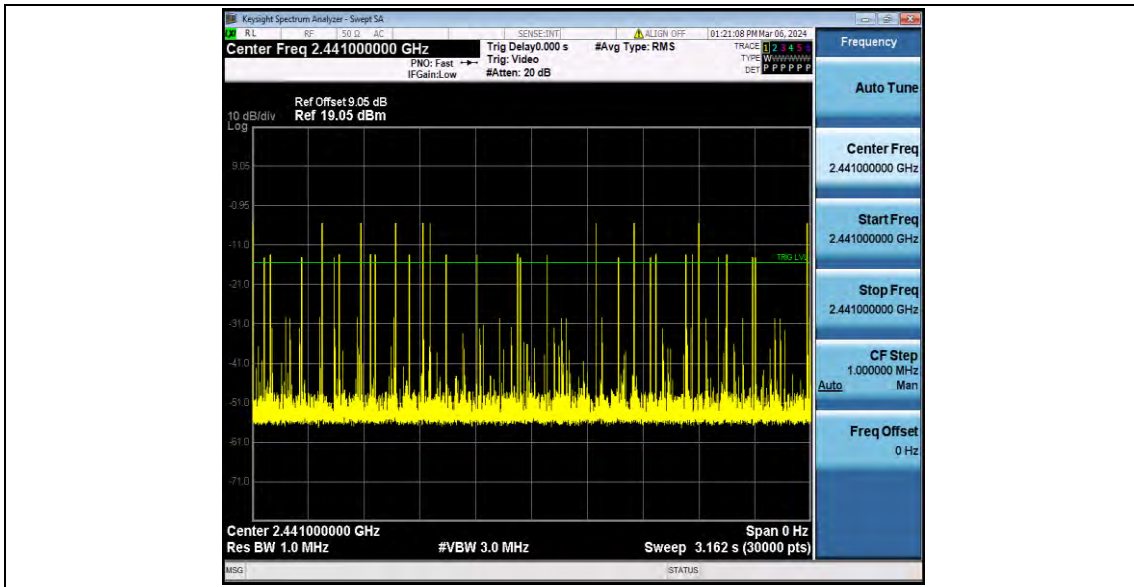 Keysight Spectrum Analyzer - Swept SA
RL RF 50 Ω AC SENSE:INT ALIGN OFF 01:21:08 PM Mar 06, 2024
Center Freq 2.441000000 GHz
PNO: Fast
IFGain:Low
Trig Delay0.000 s
Trig: Video
#Atten: 20 dB
#Avg Type: RMS
TRACE 1 2 3 4 5 6
TYPE WWWWWW
DET P P P P P P
Ref Offset 9.05 dB
10 dB/div Ref 19.05 dBm
Log
9.05
-0.95
-11.0
TRIG LVL
-21.0
-31.0
-41.0
-51.0
-61.0
-71.0
Center 2.441000000 GHz Span 0 Hz
Res BW 1.0 MHz #VBW 3.0 MHz Sweep 3.162 s (30000 pts)
MSG STATUS
Frequency
Auto Tune
Center Freq
2.441000000 GHz
Start Freq
2.441000000 GHz
Stop Freq
2.441000000 GHz
CF Step
1.000000 MHz
Auto Man
Freq Offset
0 Hz